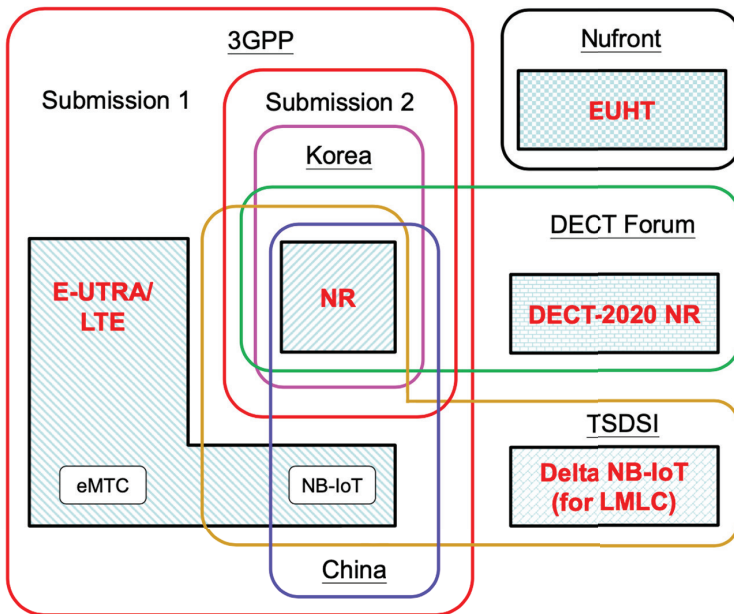 3GPP
Nufront
Submission 1
Submission 2
EUHT
Korea
DECT Forum
E-UTRA/
LTE
NR
DECT-2020 NR
TSDSI
eMTC
NB-IoT
Delta NB-IoT
(for LMLC)
China